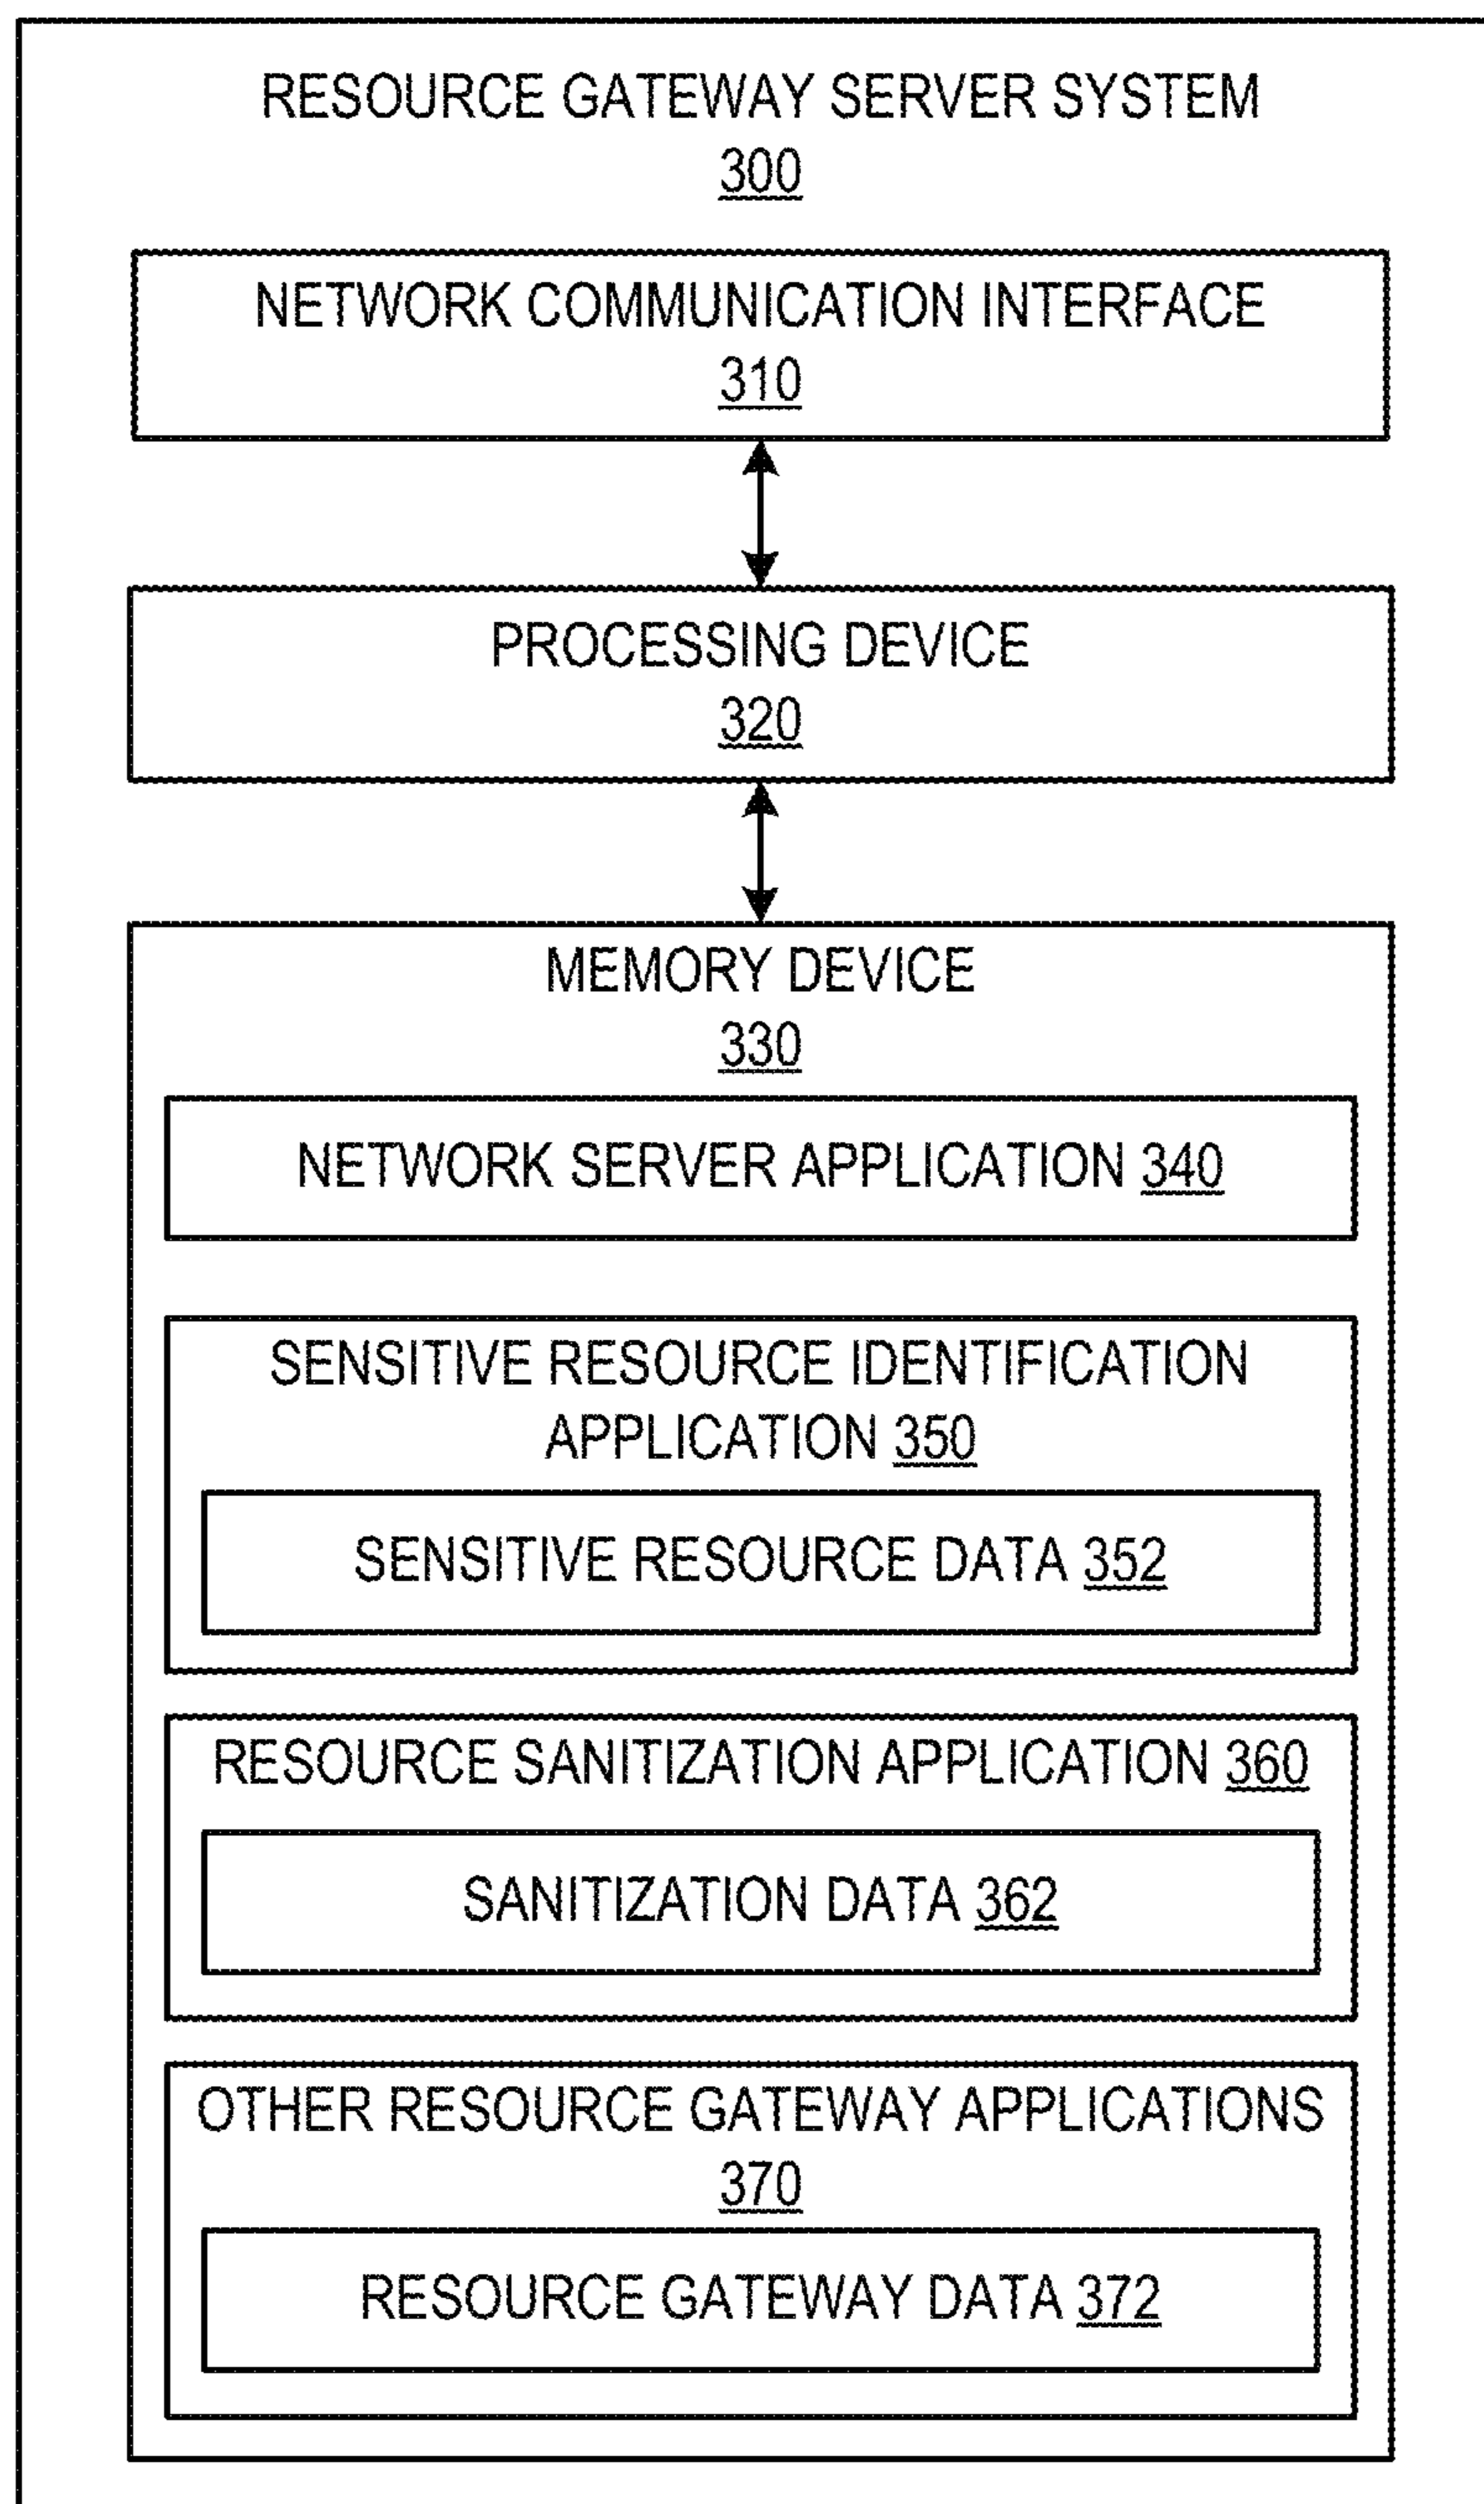 RESOURCE GATEWAY SERVER SYSTEM
300
NETWORK COMMUNICATION INTERFACE
310
PROCESSING DEVICE
320
MEMORY DEVICE
330
NETWORK SERVER APPLICATION 340
SENSITIVE RESOURCE IDENTIFICATION
APPLICATION 350
SENSITIVE RESOURCE DATA 352
RESOURCE SANITIZATION APPLICATION 360
SANITIZATION DATA 362
OTHER RESOURCE GATEWAY APPLICATIONS
370
RESOURCE GATEWAY DATA 372